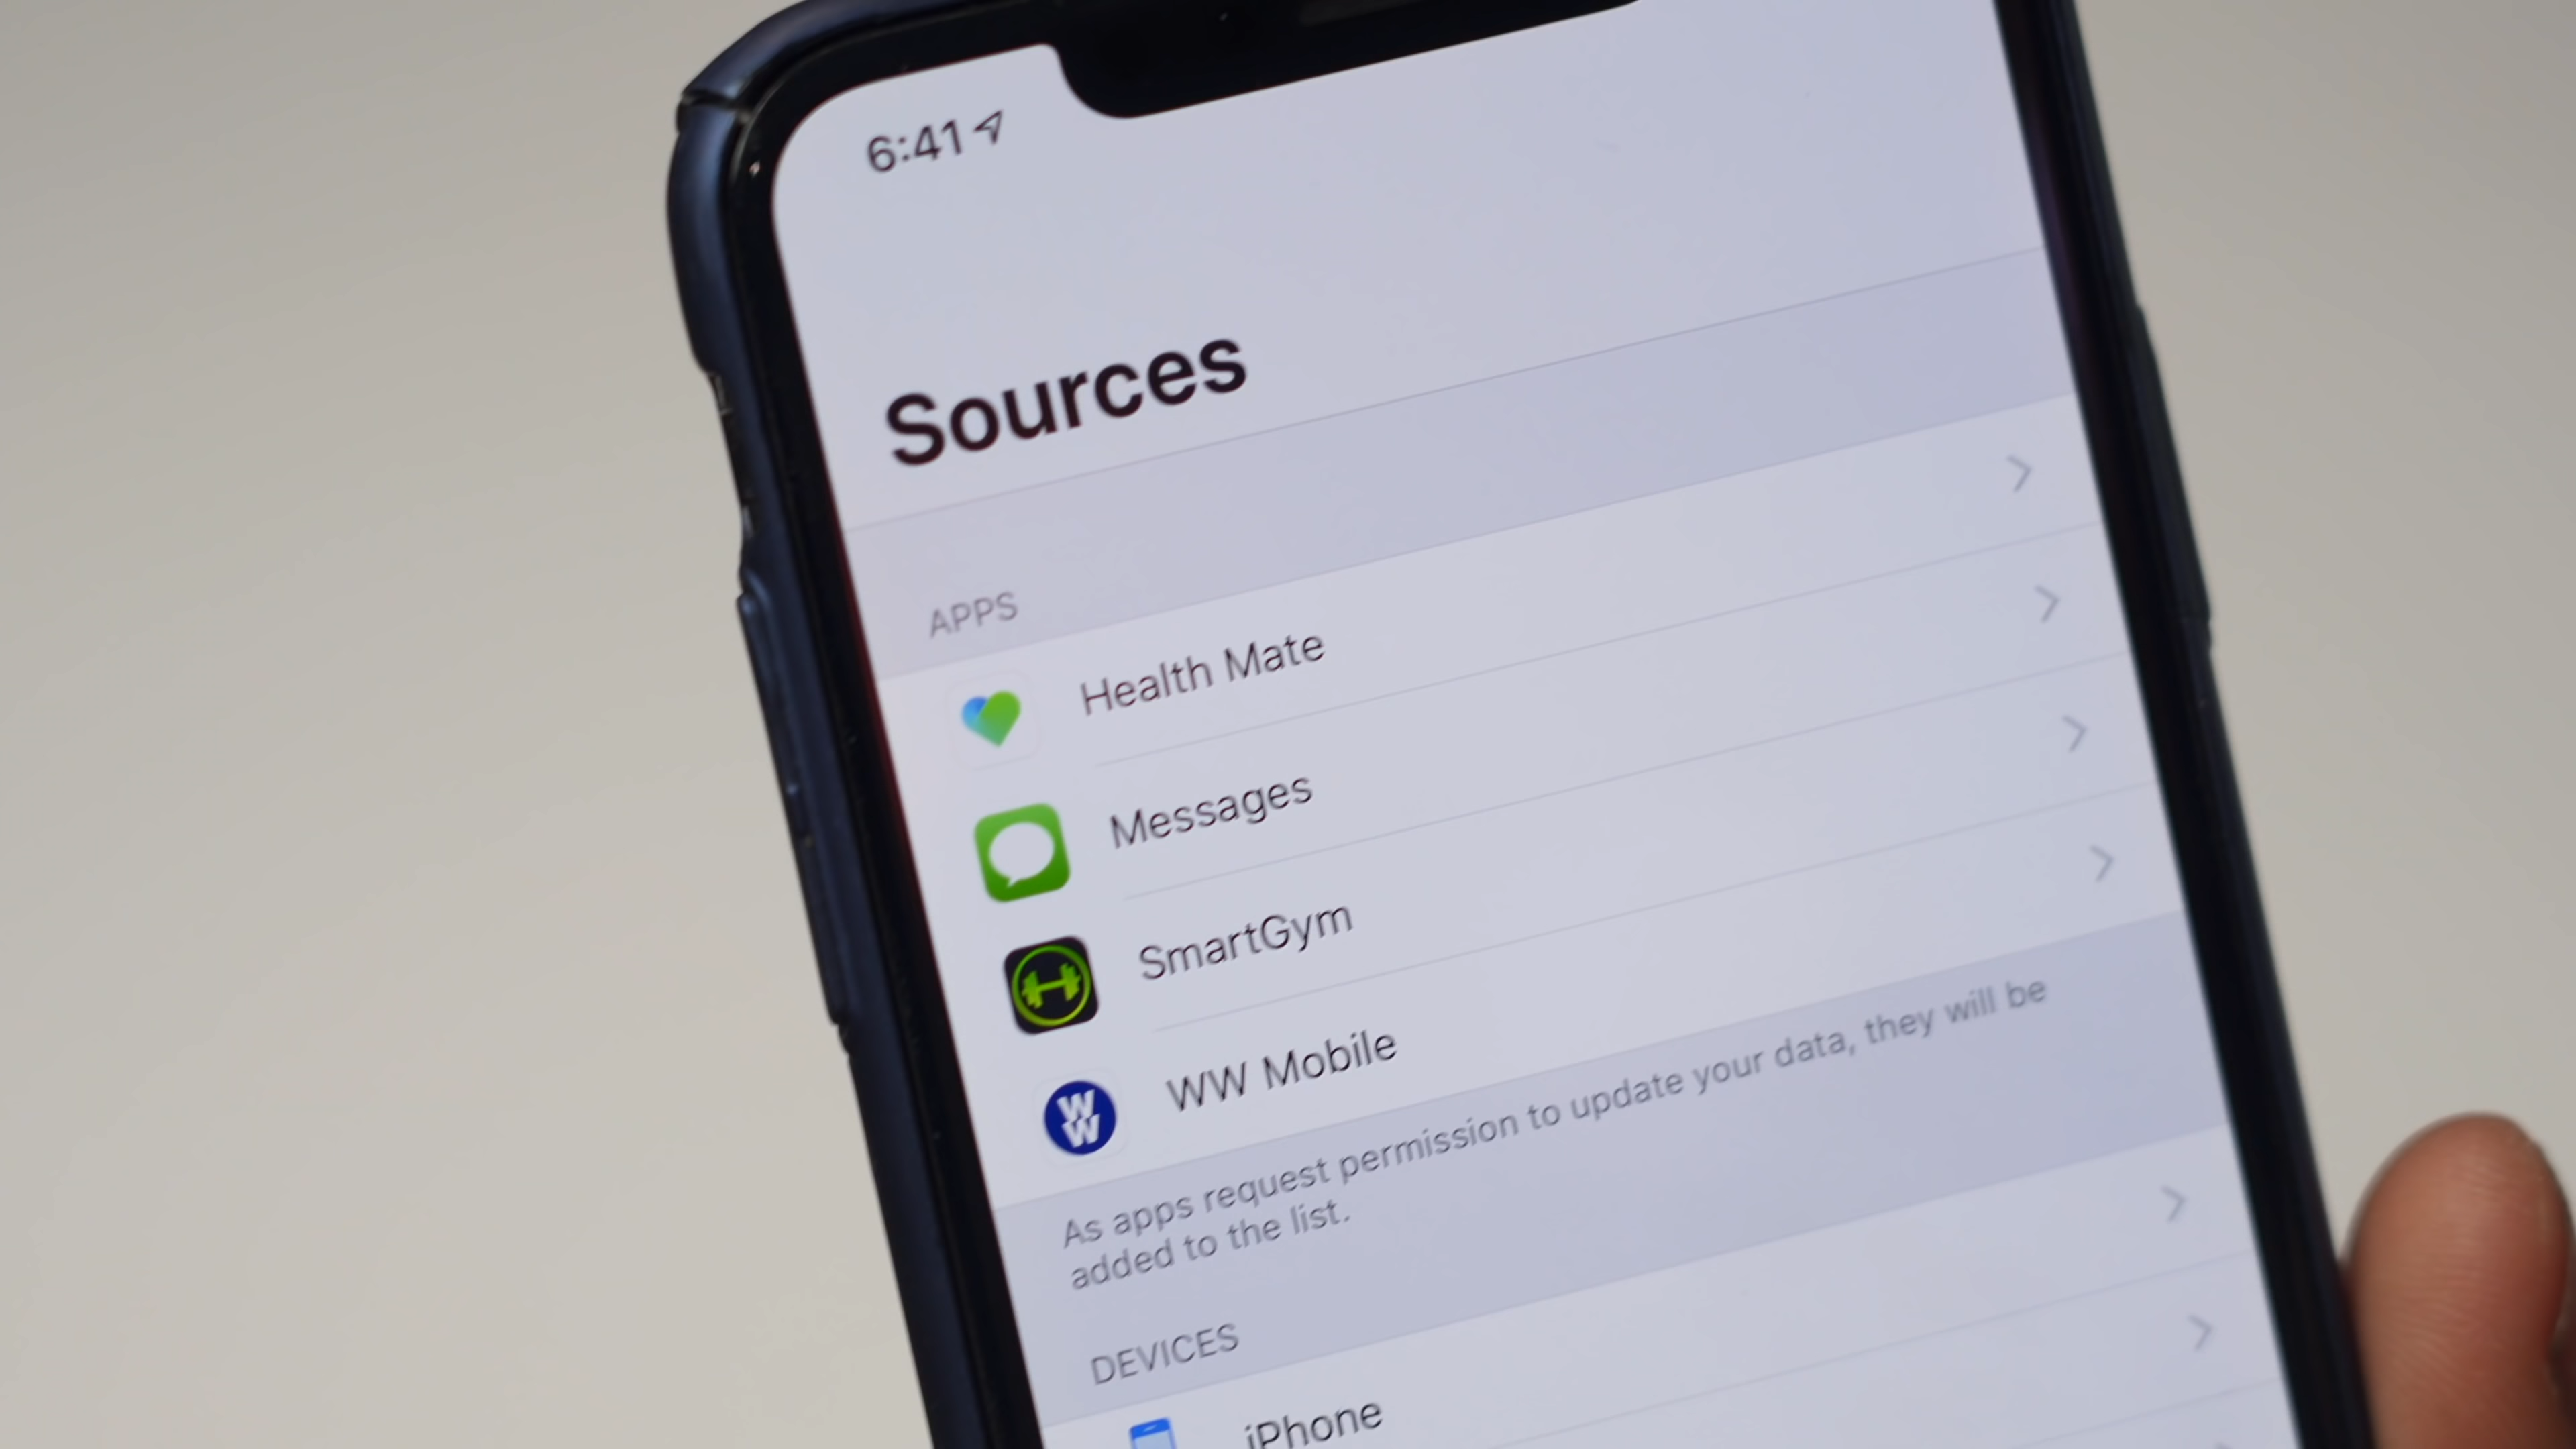 6:41
Sources
APPS
Health Mate
Messages
SmartGym
WW Mobile
As apps request permission to update your data, they will be
added to the list.
DEVICES
iPhone